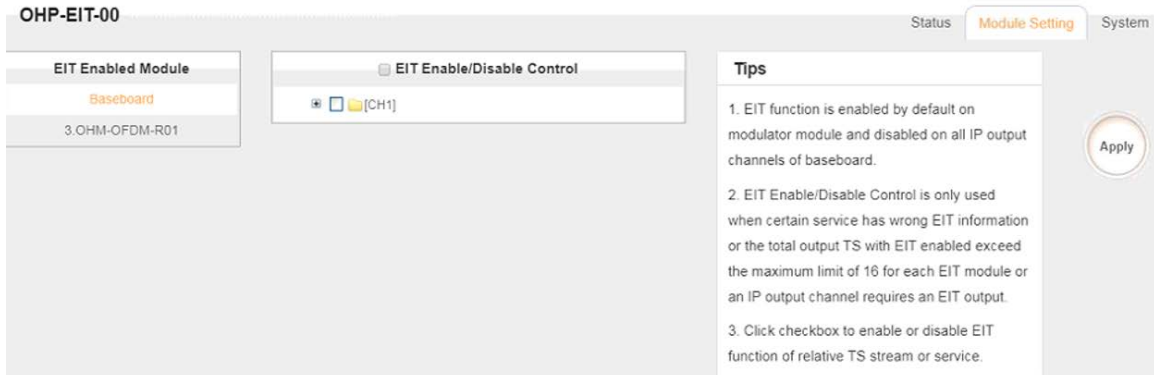 OHP-EIT-00
Status
Module Setting
System
EIT Enabled Module
Baseboard
3.OHM-OFDM-R01
EIT Enable/Disable Control
[CH1]
Tips
1. EIT function is enabled by default on
modulator module and disabled on all IP output
channels of baseboard.
2. EIT Enable/Disable Control is only used
when certain service has wrong EIT information
or the total output TS with EIT enabled exceed
the maximum limit of 16 for each EIT module or
an IP output channel requires an EIT output.
3. Click checkbox to enable or disable EIT
function of relative TS stream or service.
Apply